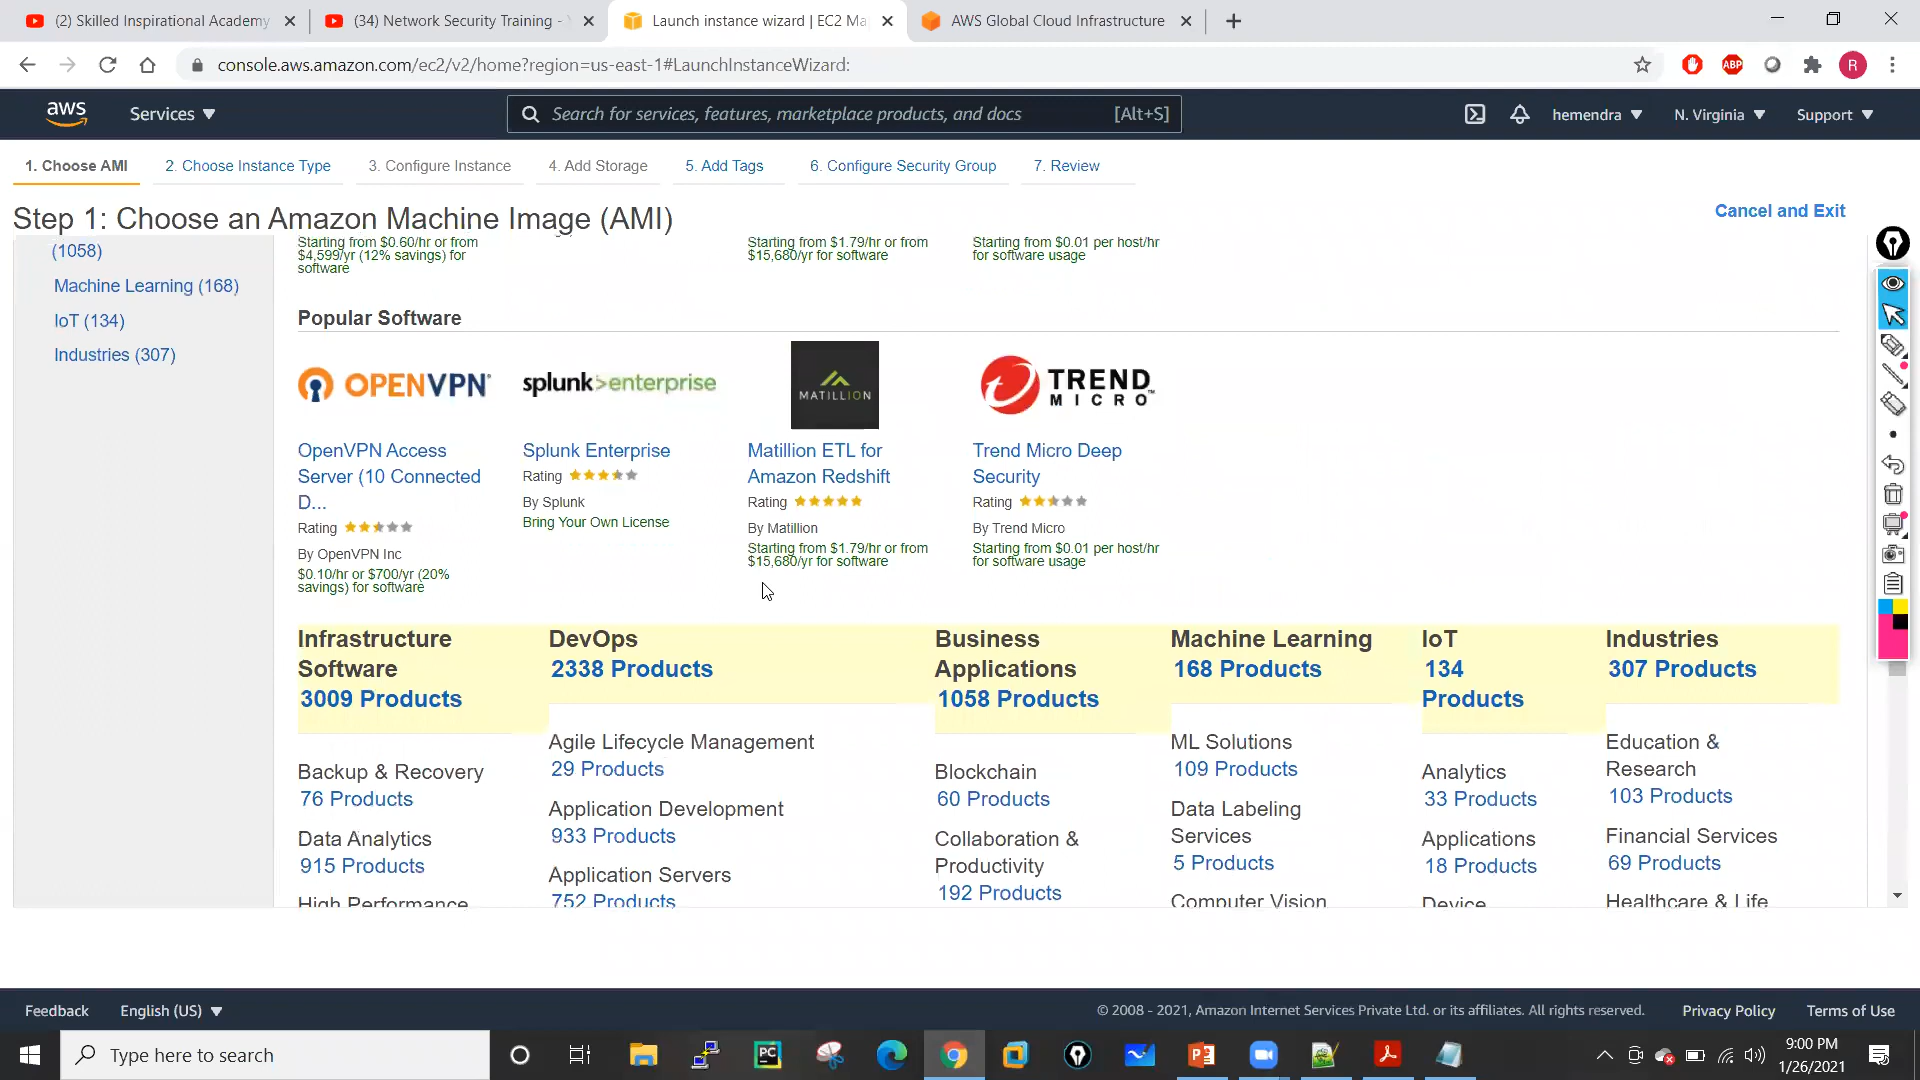 (2) Skilled Inspirational Academy
(34) Network Security Training -
Launch instance wizard | EC2 Ma
AWS Global Cloud Infrastructure
console.aws.amazon.com/ec2/v2/home?region=us-east-1#LaunchInstanceWizard:
ABP
R
aws
Services
Search for services, features, marketplace products, and docs
[Alt+S]
hemendra
N. Virginia
Support
1. Choose AMI
2. Choose Instance Type
3. Configure Instance
4. Add Storage
5. Add Tags
6. Configure Security Group
7. Review
Step 1: Choose an Amazon Machine Image (AMI)
Cancel and Exit
(1058)
Machine Learning (168)
IoT (134)
Industries (307)
Starting from $0.60/hr or from
$4,599/yr (12% savings) for
software
Starting from $1.79/hr or from
$15,680/yr for software
Starting from $0.01 per host/hr
for software usage
Popular Software
OPENVPN
splunk>enterprise
MATILLION
TREND
MICRO
OpenVPN Access
Server (10 Connected
D...
Rating
By OpenVPN Inc
$0.10/hr or $700/yr (20%
savings) for software
Splunk Enterprise
Rating
By Splunk
Bring Your Own License
Matillion ETL for
Amazon Redshift
Rating
By Matillion
Starting from $1.79/hr or from
$15,680/yr for software
Trend Micro Deep
Security
Rating
By Trend Micro
Starting from $0.01 per host/hr
for software usage
Infrastructure
Software
3009 Products
Backup & Recovery
76 Products
Data Analytics
915 Products
High Performance
DevOps
2338 Products
Agile Lifecycle Management
29 Products
Application Development
933 Products
Application Servers
752 Products
Business
Applications
1058 Products
Blockchain
60 Products
Collaboration &
Productivity
192 Products
Machine Learning
168 Products
ML Solutions
109 Products
Data Labeling
Services
5 Products
Computer Vision
IoT
134
Products
Analytics
33 Products
Applications
18 Products
Device
Industries
307 Products
Education &
Research
103 Products
Financial Services
69 Products
Healthcare & Life
Feedback
English (US)
© 2008 - 2021, Amazon Internet Services Private Ltd. or its affiliates. All rights reserved.
Privacy Policy
Terms of Use
Type here to search
PC
9:00 PM
1/26/2021